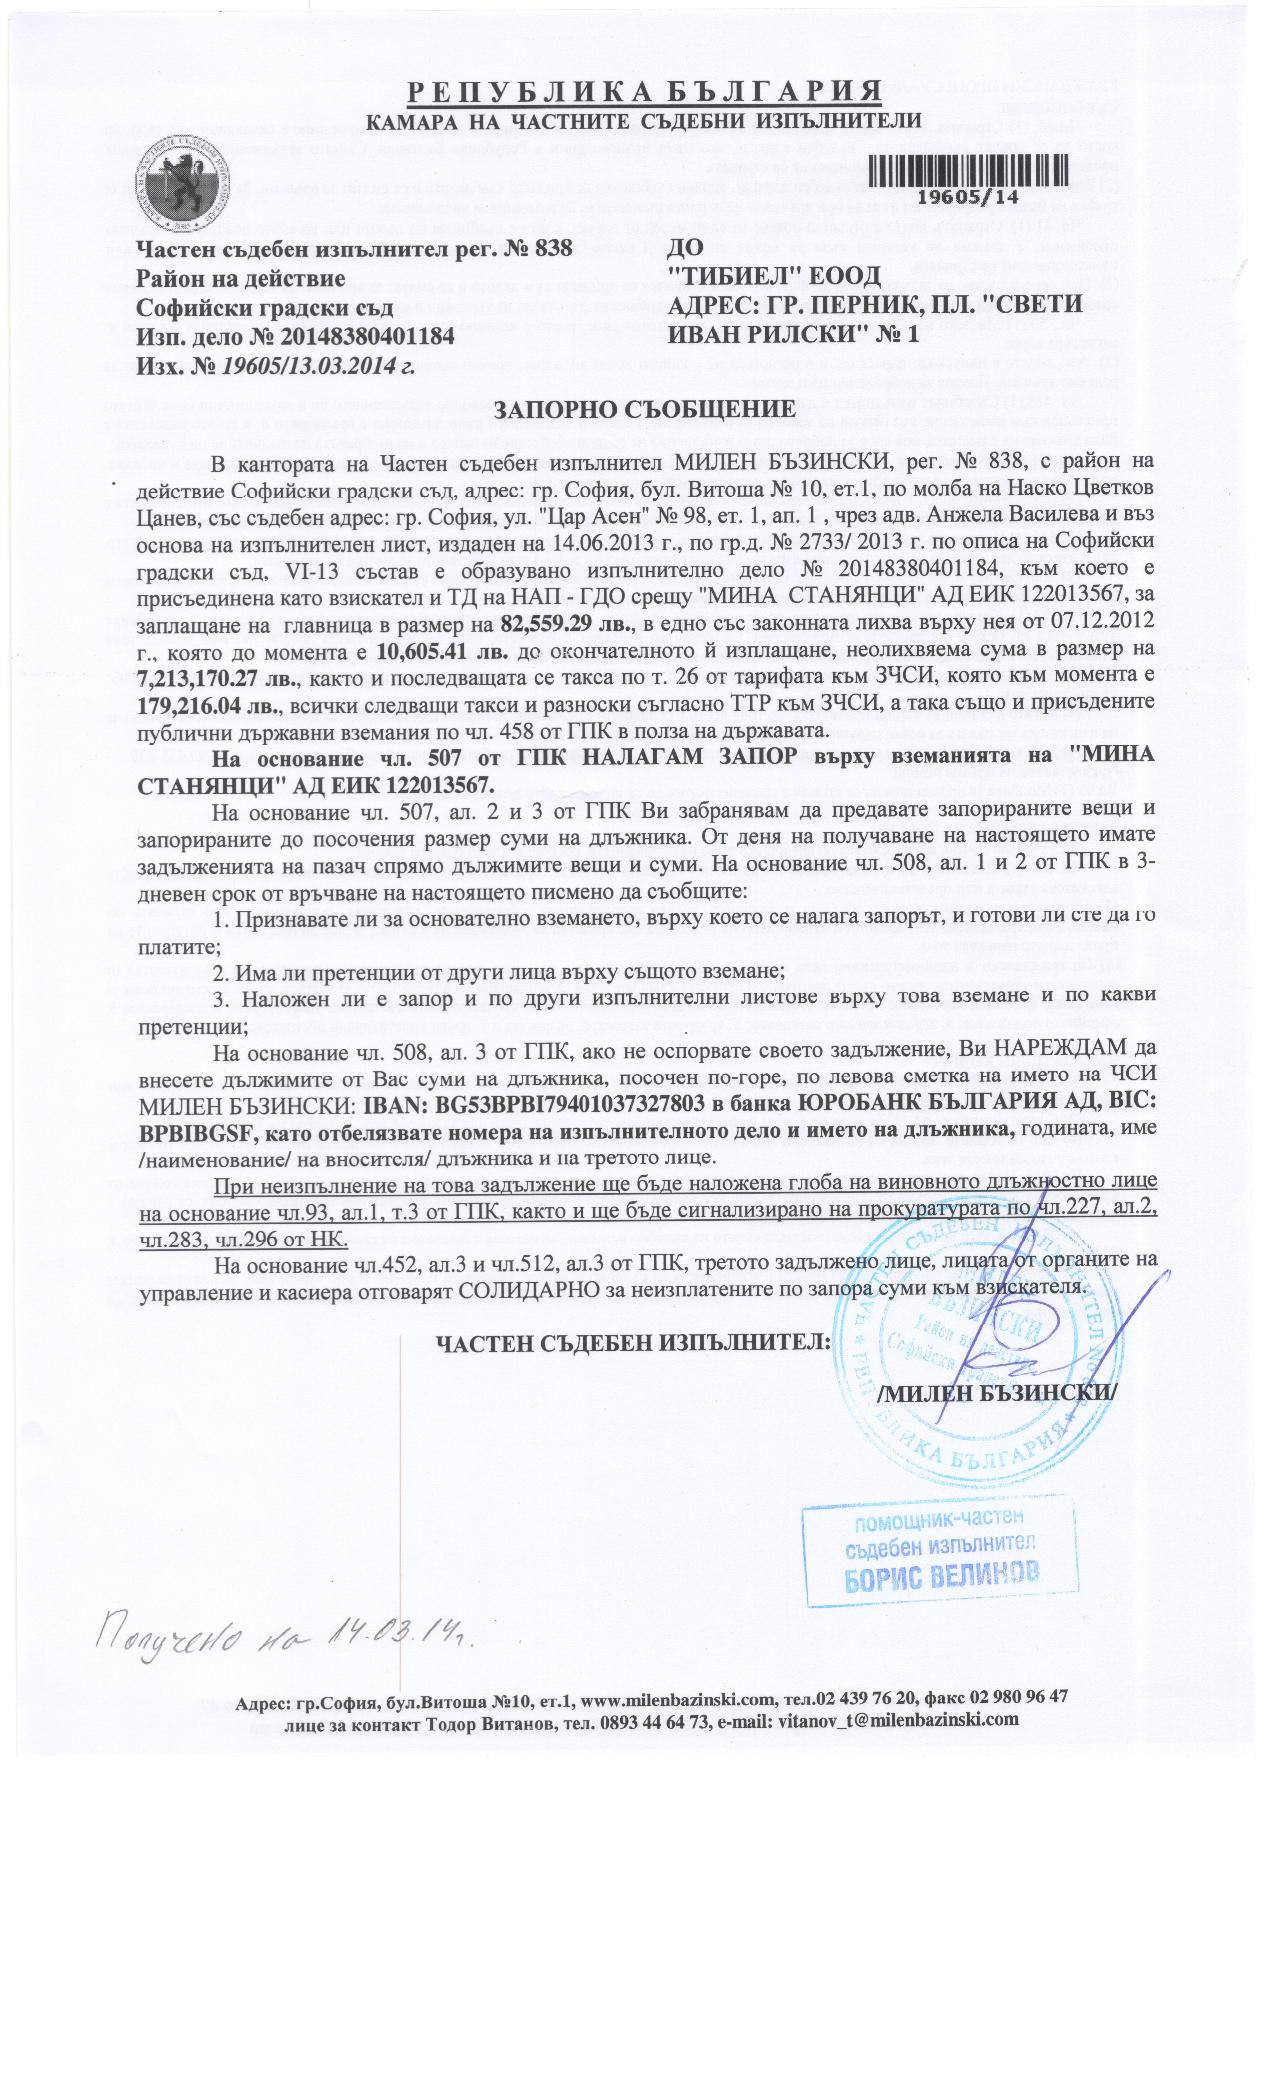 Р Е П У Б Л И К А Б Ъ Л Г А Р И Я
КАМАРА НА ЧАСТНИТЕ СЪДЕБНИ ИЗПЪЛНИТЕЛИ
19605/14
Частен съдебен изпълнител рег. № 838
Район на действие
Софийски градски съд
Изп. дело № 20148380401184
Изх. № 19605/13.03.2014 г.
ДО
"ТИБИЕЛ" ЕООД
АДРЕС: ГР. ПЕРНИК, ПЛ. "СВЕТИ
ИВАН РИЛСКИ" № 1
ЗАПОРНО СЪОБЩЕНИЕ
В кантората на Частен съдебен изпълнител МИЛЕН БЪЗИНСКИ, рег. № 838, с район на
действие Софийски градски съд, адрес: гр. София, бул. Витоша № 10, ет.1, по молба на Наско Цветков
Цанев, със съдебен адрес: гр. София, ул. "Цар Асен" № 98, ет. 1, ап. 1 , чрез адв. Анжела Василева и въз
основа на изпълнителен лист, издаден на 14.06.2013 г., по гр.д. № 2733/ 2013 г. по описа на Софийски
градски съд, VI-13 състав е образувано изпълнително дело № 20148380401184, към което е
присъединена като взискател и ТД на НАП - ГДО срещу "МИНА СТАНЯНЦИ" АД ЕИК 122013567, за
заплащане на главница в размер на 82,559.29 лв., в едно със законната лихва върху нея от 07.12.2012
г., която до момента е 10,605.41 лв. до окончателното й изплащане, неолихвяема сума в размер на
7,213,170.27 лв., както и последващата се такса по т. 26 от тарифата към ЗЧСИ, която към момента е
179,216.04 лв., всички следващи такси и разноски съгласно ТТР към ЗЧСИ, а така също и присъдените
публични държавни вземания по чл. 458 от ГПК в полза на държавата.
На основание чл. 507 от ГПК НАЛАГАМ ЗАПОР върху вземанията на "МИНА
СТАНЯНЦИ" АД ЕИК 122013567.
На основание чл. 507, ал. 2 и 3 от ГПК Ви забранявам да предавате запорираните вещи и
запорираните до посочения размер суми на длъжника. От деня на получаване на настоящето имате
задълженията на пазач спрямо дължимите вещи и суми. На основание чл. 508, ал. 1 и 2 от ГПК в 3-
дневен срок от връчване на настоящето писмено да съобщите:
1. Признавате ли за основателно вземането, върху което се налага запорът, и готови ли сте да го
платите;
2. Има ли претенции от други лица върху същото вземане;
3. Наложен ли е запор и по други изпълнителни листове върху това вземане и по какви
претенции;
На основание чл. 508, ал. 3 от ГПК, ако не оспорвате своето задължение, Ви НАРЕЖДАМ да
внесете дължимите от Вас суми на длъжника, посочен по-горе, по левова сметка на името на ЧСИ
МИЛЕН БЪЗИНСКИ: IBAN: BG53BPBI79401037327803 в банка ЮРОБАНК БЪЛГАРИЯ АД, BIC:
BPBIBGSF, като отбелязвате номера на изпълнителното дело и името на длъжника, годината, име
/наименование/ на вносителя/ длъжника и на третото лице.
При неизпълнение на това задължение ще бъде наложена глоба на виновното длъжностно лице
на основание чл.93, ал.1, т.3 от ГПК, както и ще бъде сигнализирано на прокуратурата по чл.227, ал.2,
чл.283, чл.296 от НК.
На основание чл.452, ал.3 и чл.512, ал.3 от ГПК, третото задължено лице, лицата от органите на
управление и касиера отговарят СОЛИДАРНО за неизплатените по запора суми към взискателя.
ЧАСТЕН СЪДЕБЕН ИЗПЪЛНИТЕЛ:
/МИЛЕН БЪЗИНСКИ/
ЧАСТЕН СЪДЕБЕН ИЗПЪЛНИТЕЛ № 838
РЕПУБЛИКА БЪЛГАРИЯ
МИЛЕН
БЪЗИНСКИ
Район на действие
Софийски градски
помощник-частен
съдебен изпълнител
БОРИС ВЕЛИНОВ
Получено на 14.03.14г.
Адрес: гр.София, бул.Витоша №10, ет.1, www.milenbazinski.com, тел.02 439 76 20, факс 02 980 96 47
лице за контакт Тодор Витанов, тел. 0893 44 64 73, e-mail: vitanov_t@milenbazinski.com